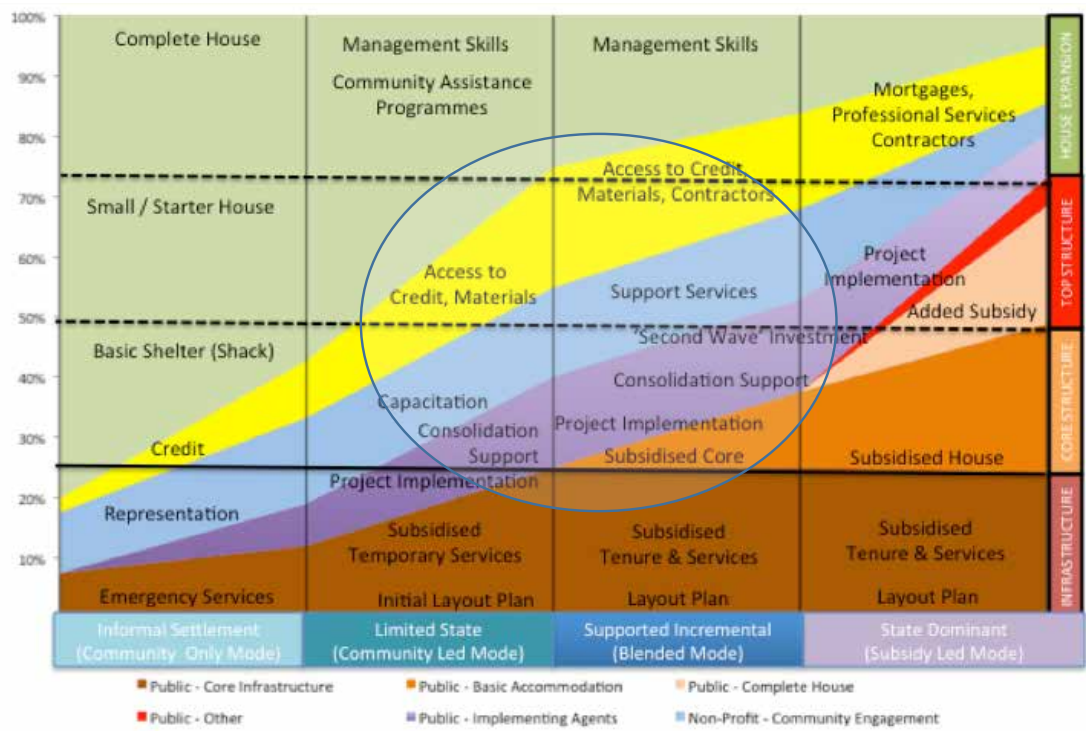 100%
90%
80%
70%
60%
50%
40%
30%
20%
10%
Complete House
Small / Starter House
Basic Shelter (Shack)
Credit
Representation
Emergency Services
Management Skills
Community Assistance
Programmes
Access to
Credit, Materials
Capacitation
Consolidation
Support
Project Implementation
Subsidised
Temporary Services
Initial Layout Plan
Management Skills
Access to Credit
Materials, Contractors
Support Services
'Second Wave' Investment
Consolidation Support
Project Implementation
Subsidised Core
Subsidised
Tenure & Services
Layout Plan
Mortgages,
Professional Services
Contractors
Project
Implementation
Added Subsidy
Subsidised House
Subsidised
Tenure & Services
Layout Plan
HOUSE EXPANSION
TOP STRUCTURE
CORE STRUCTURE
INFRASTRUCTURE
Informal Settlement
(Community Only Mode)
Limited State
(Community Led Mode)
Supported Incremental
(Blended Mode)
State Dominant
(Subsidy Led Mode)
Public - Core Infrastructure
Public - Basic Accommodation
Public - Complete House
Public - Other
Public - Implementing Agents
Non-Profit - Community Engagement